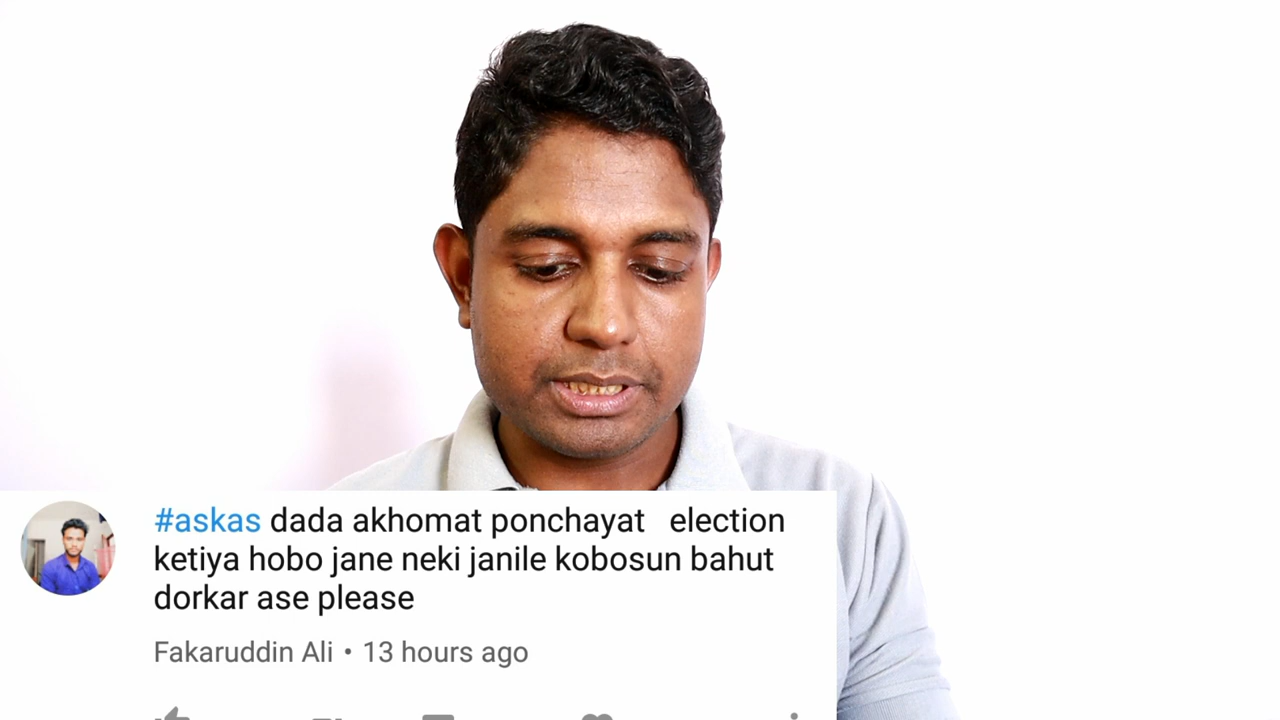 #askas dada akhomat ponchayat election
ketiya hobo jane neki janile kobosun bahut
dorkar ase please
Fakaruddin Ali • 13 hours ago